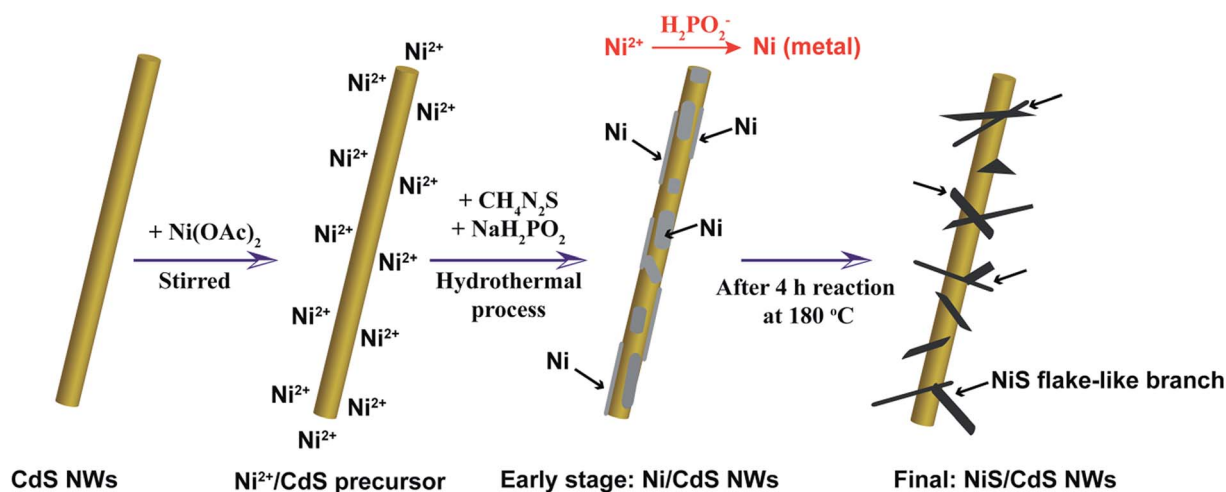 H₂PO₂⁻
Ni²⁺ Ni (metal)
Ni²⁺
Ni²⁺
Ni²⁺
Ni²⁺
Ni²⁺
Ni²⁺
Ni²⁺
Ni²⁺
Ni²⁺
Ni²⁺
Ni²⁺
Ni²⁺
+ Ni(OAc)₂
Stirred
+ CH₄N₂S
+ NaH₂PO₂
Hydrothermal
process
Ni
Ni
Ni
Ni
After 4 h reaction
at 180 °C
NiS flake-like branch
CdS NWs
Ni²⁺/CdS precursor
Early stage: Ni/CdS NWs
Final: NiS/CdS NWs